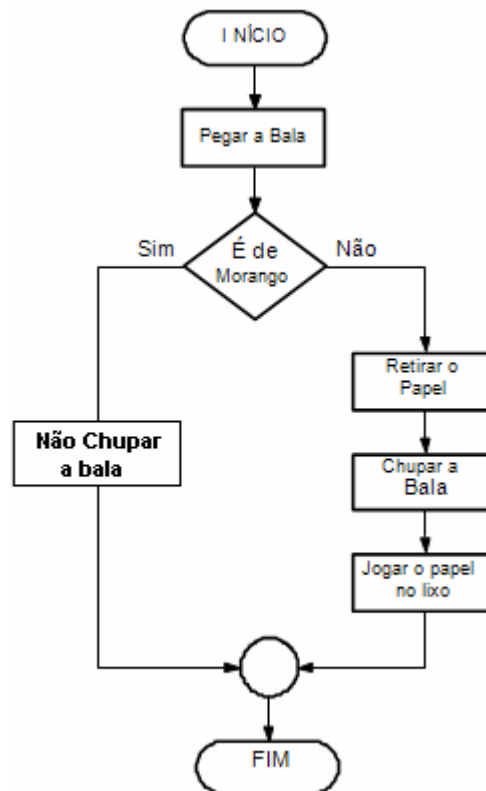 I NÍCIO
Pegar a Bala
Sim
É de
Morango
Não
Retirar o
Papel
Não Chupar
a bala
Chupar a
Bala
Jogar o papel
no lixo
FIM